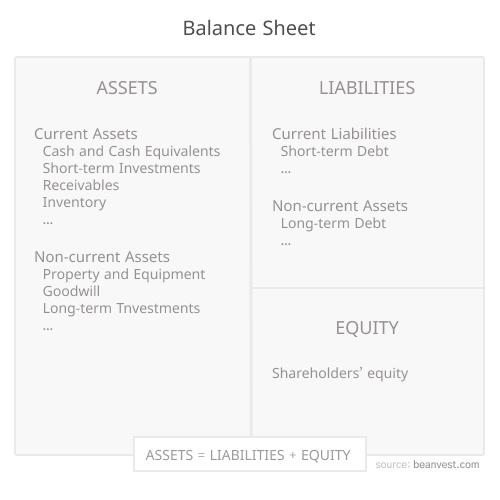 Balance Sheet
ASSETS
Current Assets
Cash and Cash Equivalents
Short-term Investments
Receivables
Inventory
...
Non-current Assets
Property and Equipment
Goodwill
Long-term Tnvestments
...
LIABILITIES
Current Liabilities
Short-term Debt
...
Non-current Assets
Long-term Debt
...
EQUITY
Shareholders’ equity
ASSETS = LIABILITIES + EQUITY
source: beanvest.com